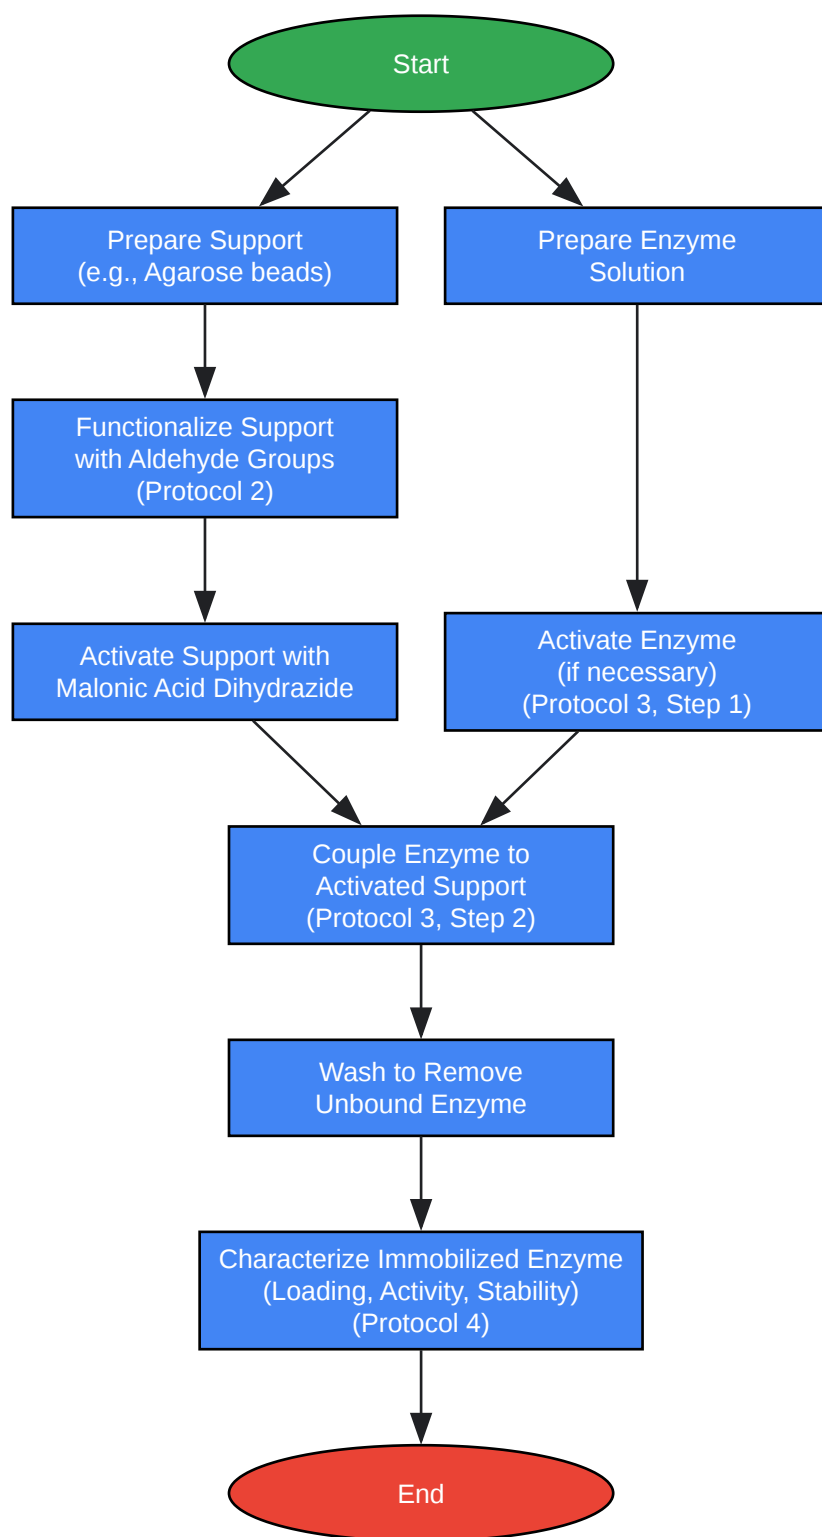 Start
Prepare Support
(e.g., Agarose beads)
Prepare Enzyme
Solution
Functionalize Support
with Aldehyde Groups
(Protocol 2)
Activate Support with
Malonic Acid Dihydrazide
Activate Enzyme
(if necessary)
(Protocol 3, Step 1)
Couple Enzyme to
Activated Support
(Protocol 3, Step 2)
Wash to Remove
Unbound Enzyme
Characterize Immobilized Enzyme
(Loading, Activity, Stability)
(Protocol 4)
End